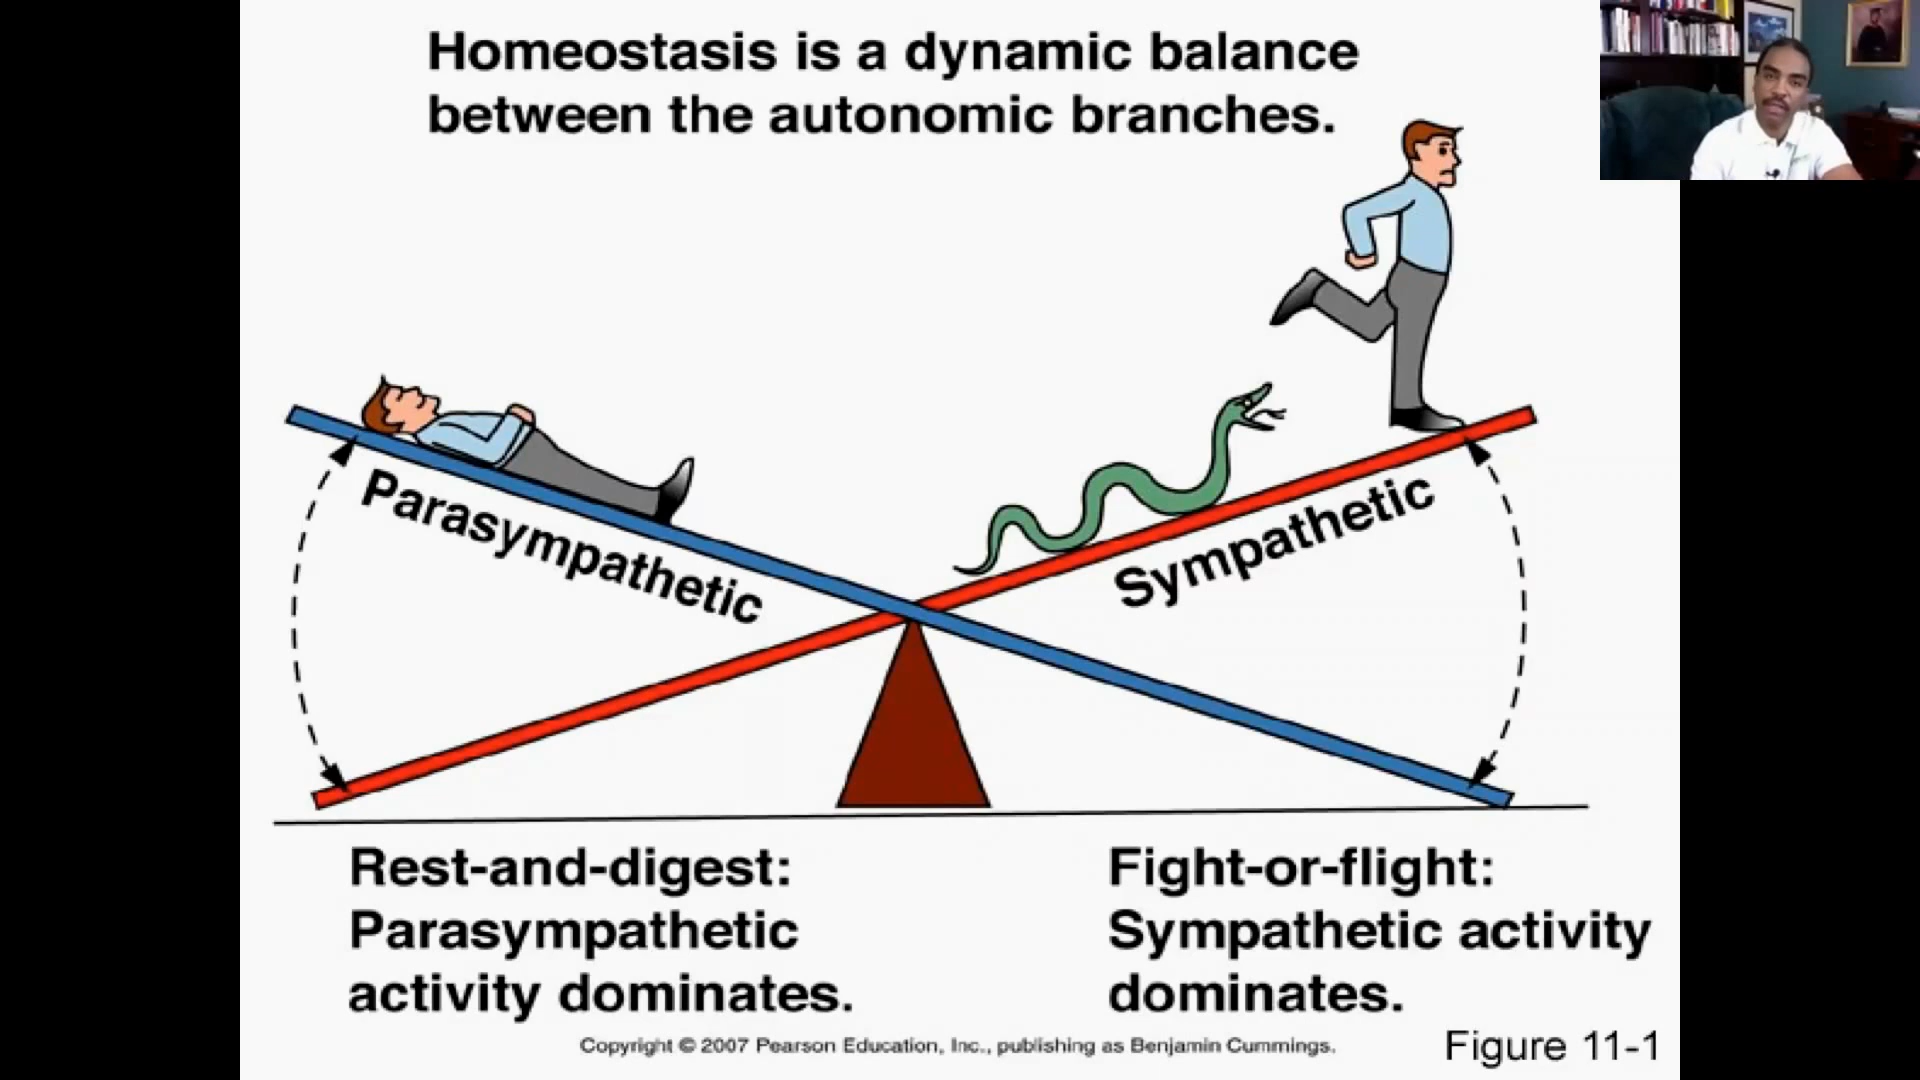 Homeostasis is a dynamic balance
between the autonomic branches.
Parasympathetic
Sympathetic
Rest-and-digest:
Parasympathetic
activity dominates.
Fight-or-flight:
Sympathetic activity
dominates.
Copyright © 2007 Pearson Education, Inc., publishing as Benjamin Cummings.
Figure 11-1